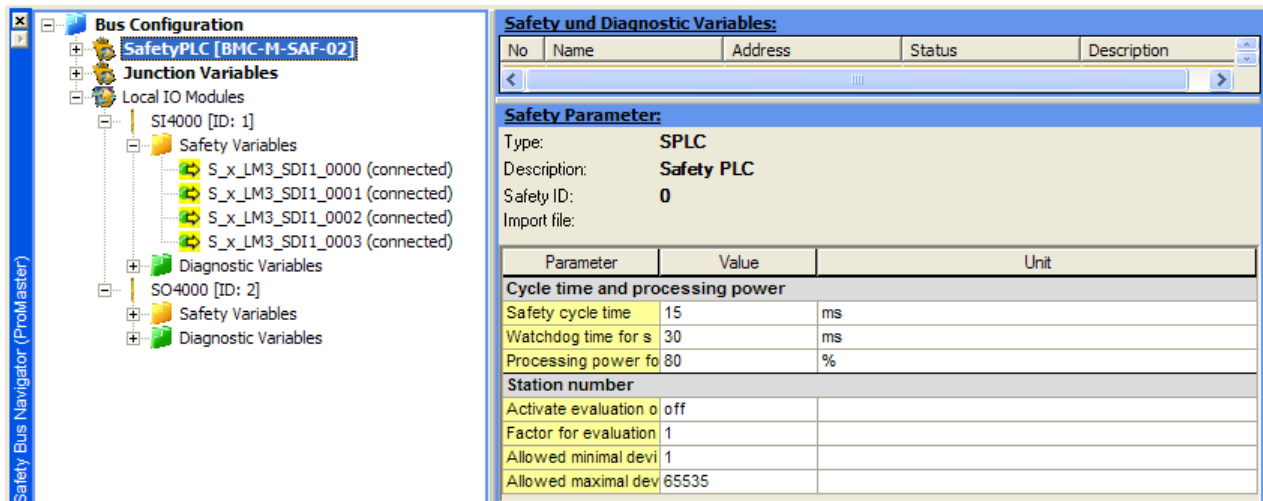 Safety Bus Navigator (ProMaster)
Bus Configuration
SafetyPLC [BMC-M-SAF-02]
Junction Variables
Local IO Modules
SI4000 [ID: 1]
Safety Variables
S_x_LM3_SDI1_0000 (connected)
S_x_LM3_SDI1_0001 (connected)
S_x_LM3_SDI1_0002 (connected)
S_x_LM3_SDI1_0003 (connected)
Diagnostic Variables
SO4000 [ID: 2]
Safety Variables
Diagnostic Variables
Safety und Diagnostic Variables:
No Name Address Status Description
Safety Parameter:
Type: SPLC
Description: Safety PLC
Safety ID: 0
Import file:
Parameter Value Unit
Cycle time and processing power
Safety cycle time 15 ms
Watchdog time for s 30 ms
Processing power fo 80 %
Station number
Activate evaluation o off
Factor for evaluation 1
Allowed minimal devi 1
Allowed maximal dev 65535